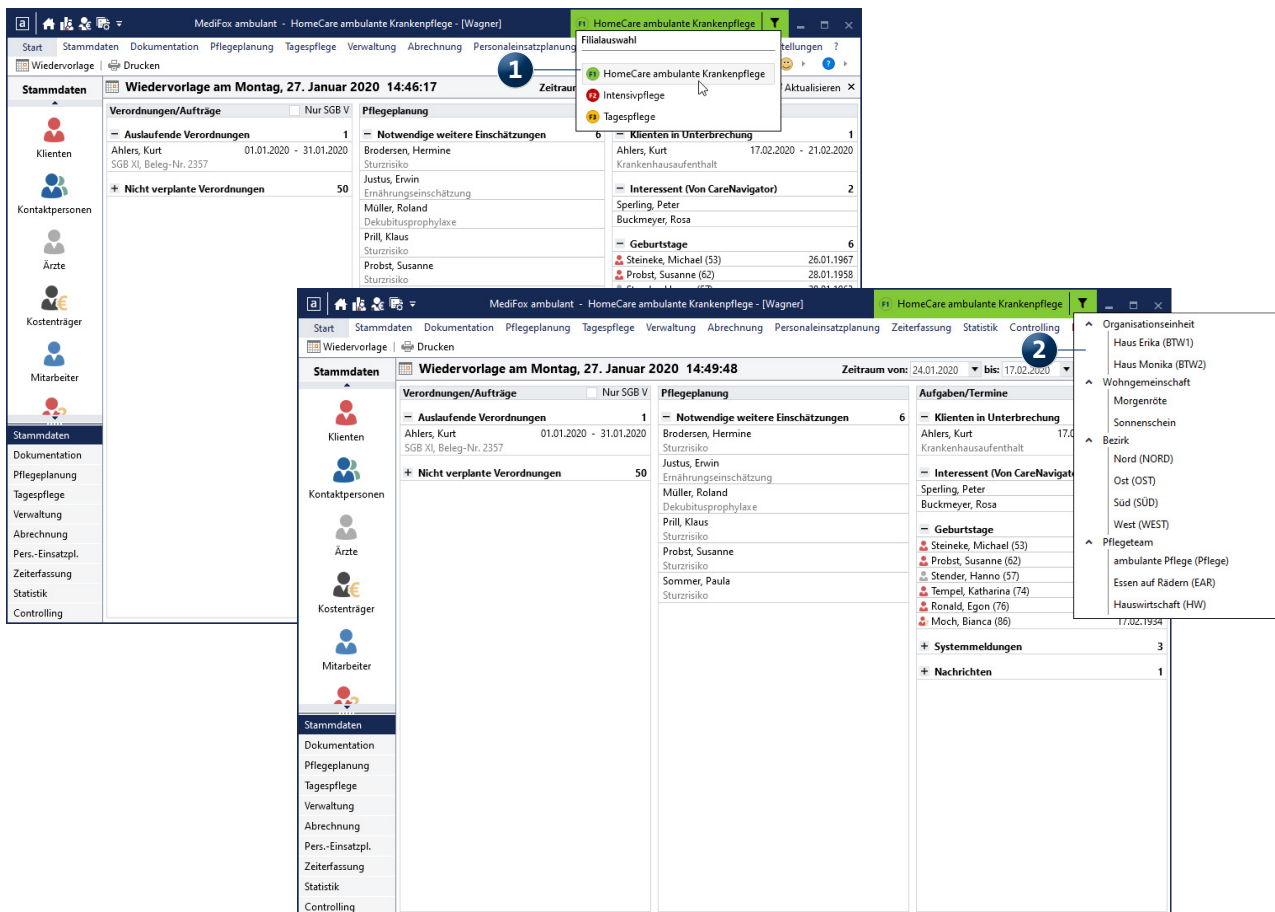 a MediFox ambulant - HomeCare ambulante Krankenpflege - [Wagner] F1 HomeCare ambulante Krankenpflege
Start Stammdaten Dokumentation Pflegeplanung Tagespflege Verwaltung Abrechnung Personaleinsatzplanung tellungen ?
Wiedervorlage Drucken
Filialauswahl
F1 HomeCare ambulante Krankenpflege
F2 Intensivpflege
F3 Tagespflege
1
Stammdaten
Klienten
Kontaktpersonen
Ärzte
Kostenträger
Mitarbeiter
Stammdaten
Dokumentation
Pflegeplanung
Tagespflege
Verwaltung
Abrechnung
Pers.-Einsatzpl.
Zeiterfassung
Statistik
Controlling
Wiedervorlage am Montag, 27. Januar 2020 14:46:17 Zeitraum Aktualisieren
Verordnungen/Aufträge Nur SGB V
Auslaufende Verordnungen 1
Ahlers, Kurt 01.01.2020 - 31.01.2020
SGB XI, Beleg-Nr. 2357
Nicht verplante Verordnungen 50
Pflegeplanung
Notwendige weitere Einschätzungen 6
Brodersen, Hermine
Sturzrisiko
Justus, Erwin
Ernährungseinschätzung
Müller, Roland
Dekubitusprophylaxe
Prill, Klaus
Sturzrisiko
Probst, Susanne
Sturzrisiko
Klienten in Unterbrechung 1
Ahlers, Kurt 17.02.2020 - 21.02.2020
Krankenhausaufenthalt
Interessent (Von CareNavigator) 2
Sperling, Peter
Buckmeyer, Rosa
Geburtstage 6
Steineke, Michael (53) 26.01.1967
Probst, Susanne (62) 28.01.1958
a MediFox ambulant - HomeCare ambulante Krankenpflege - [Wagner] F1 HomeCare ambulante Krankenpflege
Start Stammdaten Dokumentation Pflegeplanung Tagespflege Verwaltung Abrechnung Personaleinsatzplanung Zeiterfassung Statistik Controlling
Wiedervorlage Drucken
2
Organisationseinheit
Haus Erika (BTW1)
Haus Monika (BTW2)
Wohngemeinschaft
Morgenröte
Sonnenschein
Bezirk
Nord (NORD)
Ost (OST)
Süd (SÜD)
West (WEST)
Pflegeteam
ambulante Pflege (Pflege)
Essen auf Rädern (EAR)
Hauswirtschaft (HW)
Stammdaten
Klienten
Kontaktpersonen
Ärzte
Kostenträger
Mitarbeiter
Stammdaten
Dokumentation
Pflegeplanung
Tagespflege
Verwaltung
Abrechnung
Pers.-Einsatzpl.
Zeiterfassung
Statistik
Controlling
Wiedervorlage am Montag, 27. Januar 2020 14:49:48 Zeitraum von: 24.01.2020 bis: 17.02.2020
Verordnungen/Aufträge Nur SGB V
Auslaufende Verordnungen 1
Ahlers, Kurt 01.01.2020 - 31.01.2020
SGB XI, Beleg-Nr. 2357
Nicht verplante Verordnungen 50
Pflegeplanung
Notwendige weitere Einschätzungen 6
Brodersen, Hermine
Sturzrisiko
Justus, Erwin
Ernährungseinschätzung
Müller, Roland
Dekubitusprophylaxe
Prill, Klaus
Sturzrisiko
Probst, Susanne
Sturzrisiko
Sommer, Paula
Sturzrisiko
Aufgaben/Termine
Klienten in Unterbrechung
Ahlers, Kurt 17.0
Krankenhausaufenthalt
Interessent (Von CareNavigato
Sperling, Peter
Buckmeyer, Rosa
Geburtstage
Steineke, Michael (53)
Probst, Susanne (62)
Stender, Hanno (57)
Tempel, Katharina (74)
Ronald, Egon (76)
Moch, Bianca (86) 17.02.1934
Systemmeldungen 3
Nachrichten 1